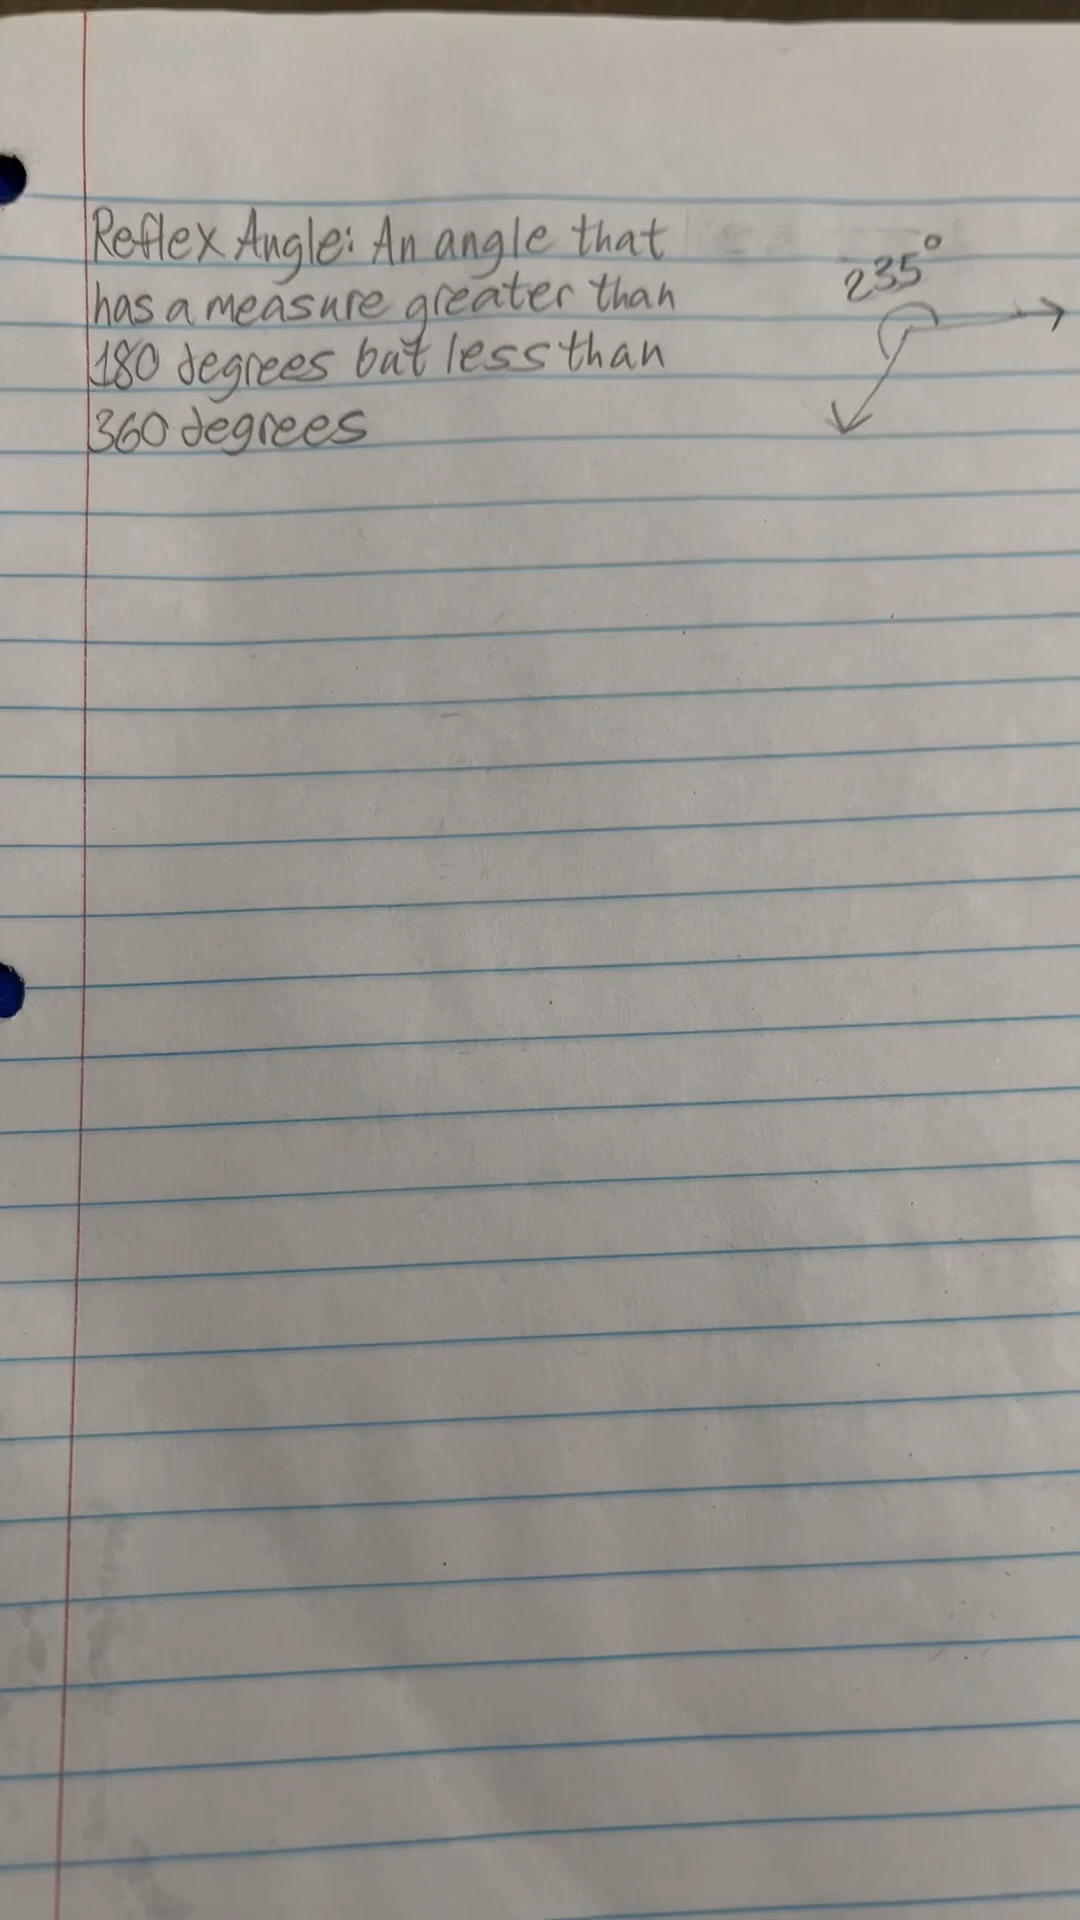 Reflex Angle: An angle that
has a measure greater than
180 degrees but less than
360 degrees
235°